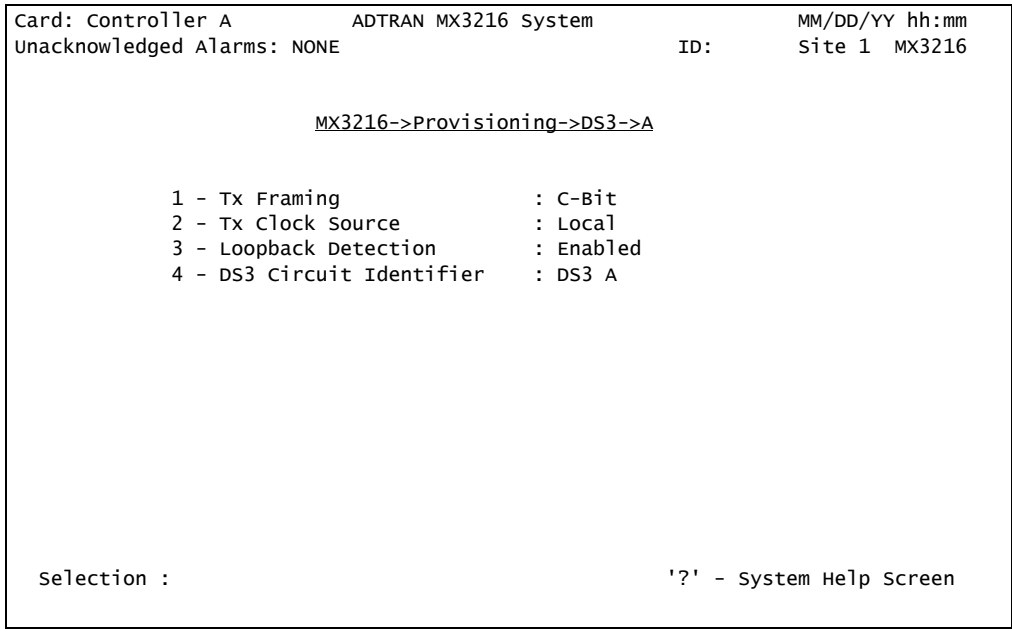 Card: Controller A ADTRAN MX3216 System MM/DD/YY hh:mm
Unacknowledged Alarms: NONE ID: Site 1 MX3216
MX3216->Provisioning->DS3->A
1 - Tx Framing : C-Bit
2 - Tx Clock Source : Local
3 - Loopback Detection : Enabled
4 - DS3 Circuit Identifier : DS3 A
Selection : '?' - System Help Screen